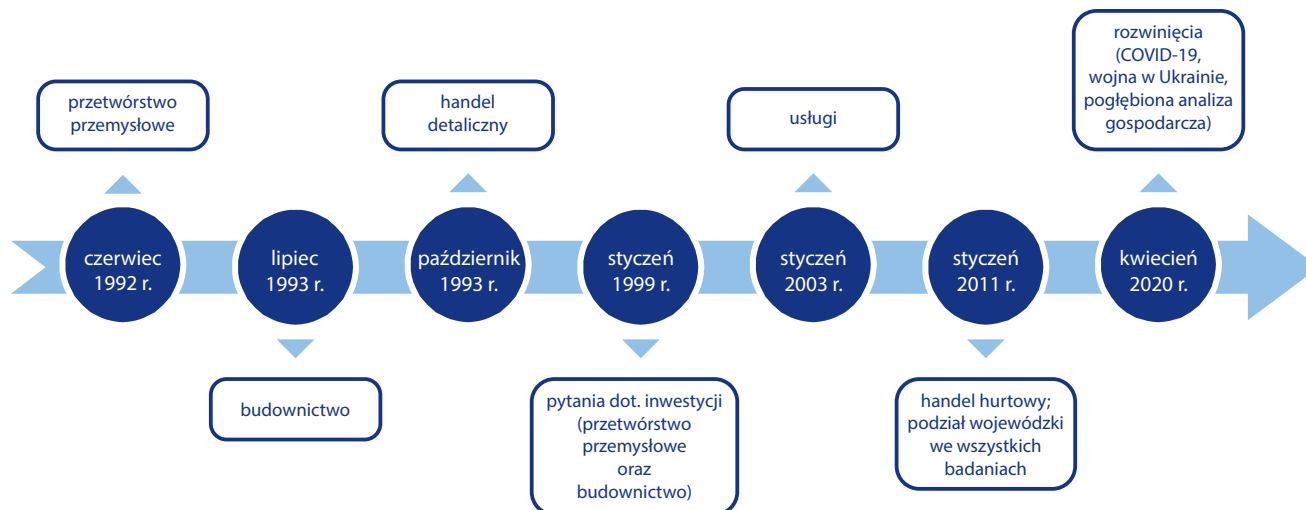 przetwórstwo
przemysłowe
handel
detaliczny
usługi
rozwinięcia
(COVID-19,
wojna w Ukrainie,
pogłębiona analiza
gospodarcza)
czerwiec
1992 r.
lipiec
1993 r.
październik
1993 r.
styczeń
1999 r.
styczeń
2003 r.
styczeń
2011 r.
kwiecień
2020 r.
budownictwo
pytania dot. inwestycji
(przetwórstwo
przemysłowe
oraz
budownictwo)
handel hurtowy;
podział wojewódzki
we wszystkich
badaniach